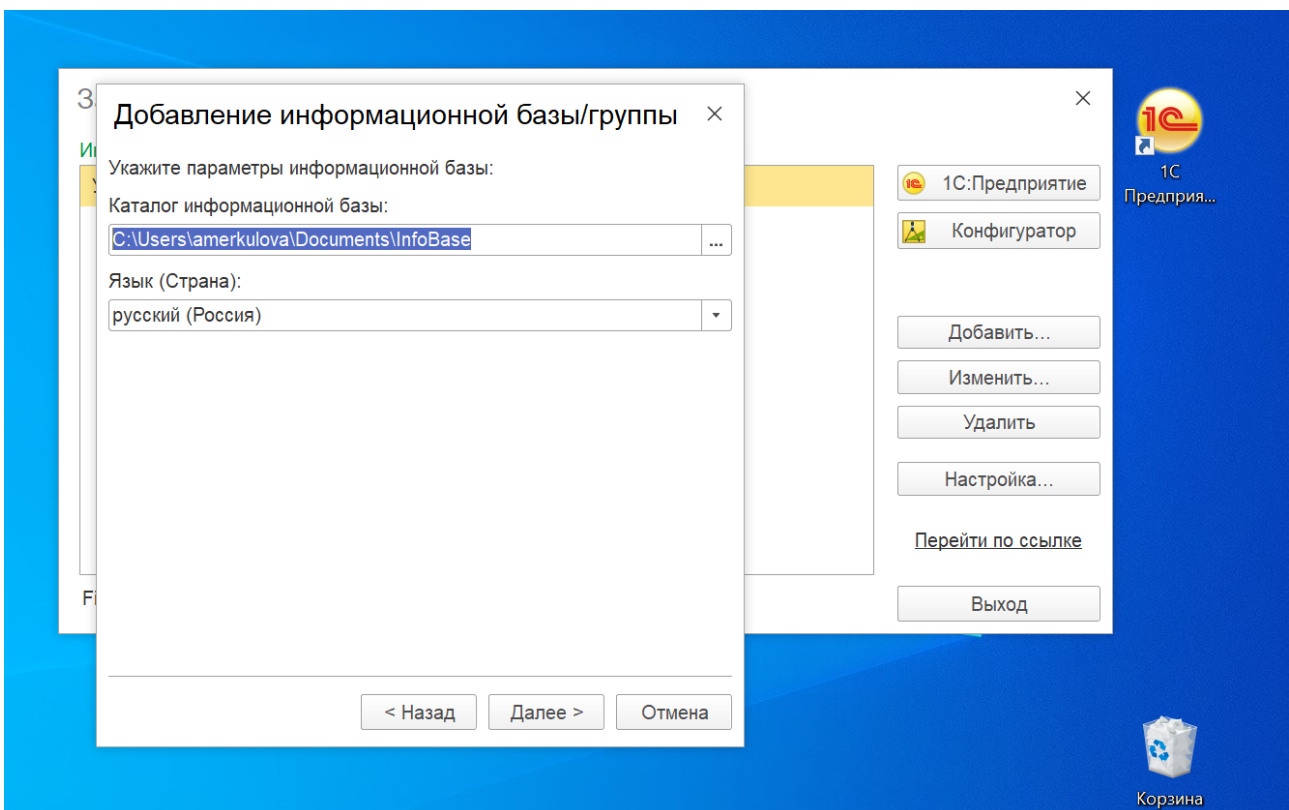 Добавление информационной базы/группы
Укажите параметры информационной базы:
Каталог информационной базы:
C:\Users\amerkulova\Documents\InfoBase
...
Язык (Страна):
русский (Россия)
< Назад
Далее >
Отмена
1С:Предприятие
Конфигуратор
Добавить...
Изменить...
Удалить
Настройка...
Перейти по ссылке
Выход
1С
Предприя...
Корзина